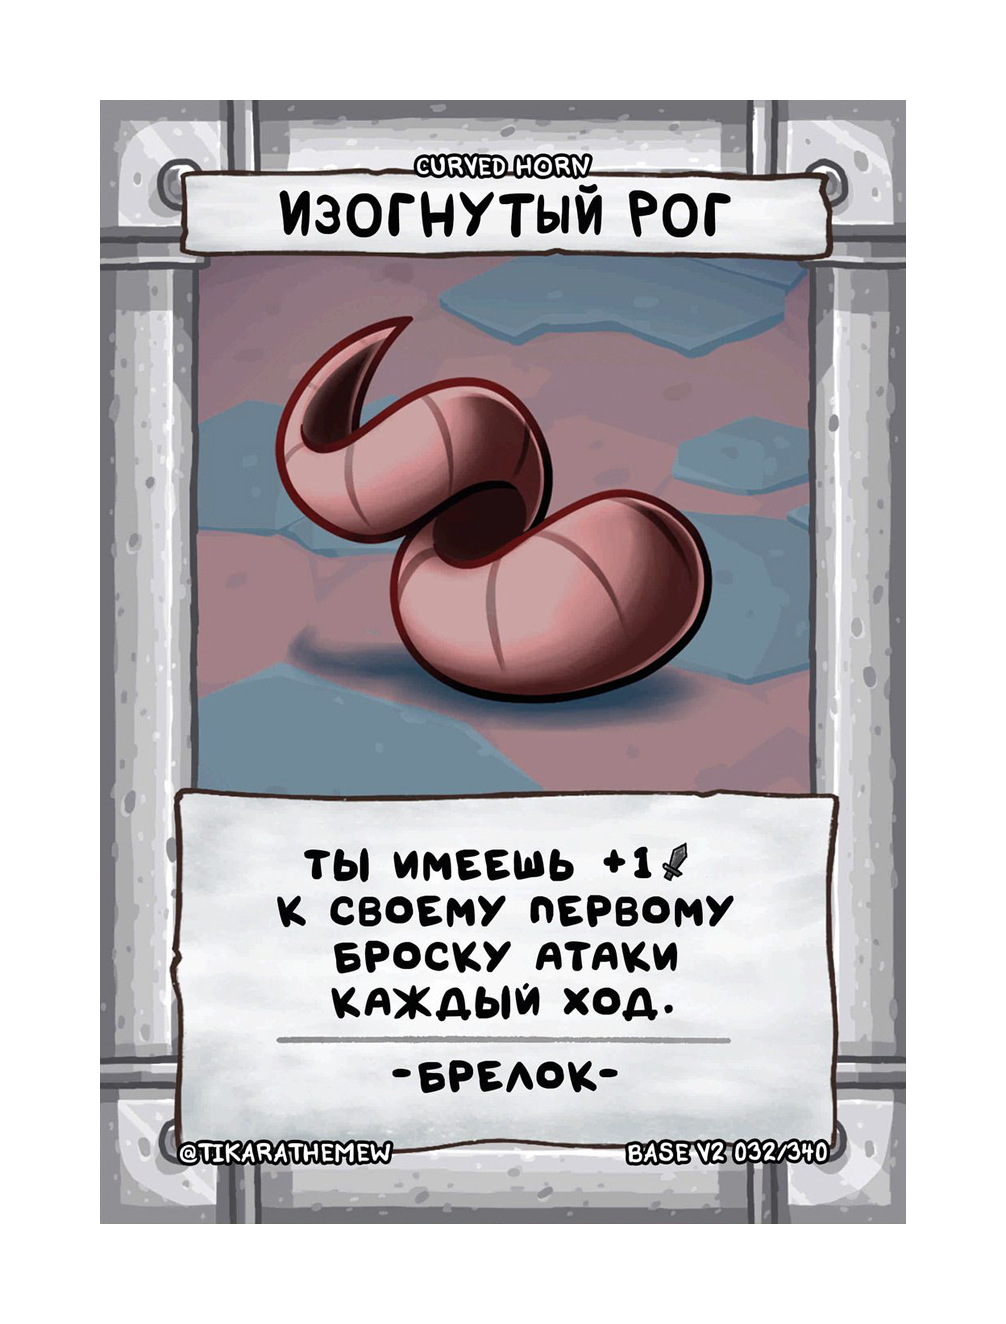 CURVED HORN
ИЗОГНУТЫЙ РОГ
ТЫ ИМЕЕШЬ +1
К СВОЕМУ ПЕРВОМУ
БРОСКУ АТАКИ
КАЖДЫЙ ХОД.
-БРЕЛОК-
@TIKARATHEMEW
BASE V2 032/340